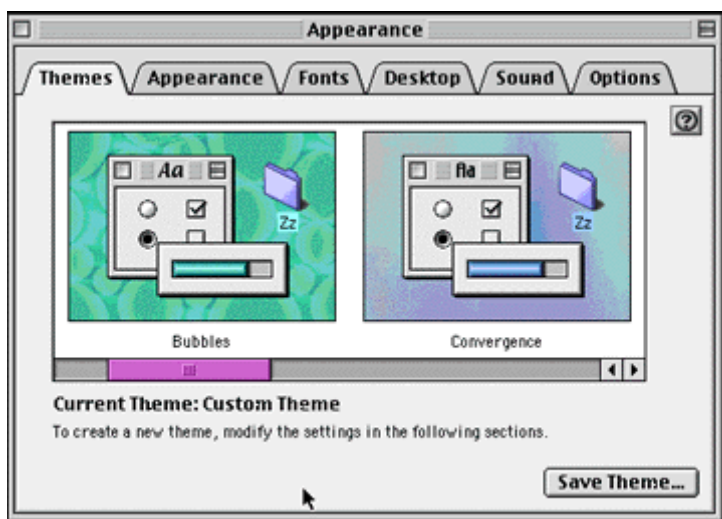 Appearance
Themes Appearance Fonts Desktop Sound Options
?
Aa Aa
Zz Zz
Bubbles Convergence
Current Theme: Custom Theme
To create a new theme, modify the settings in the following sections.
Save Theme...